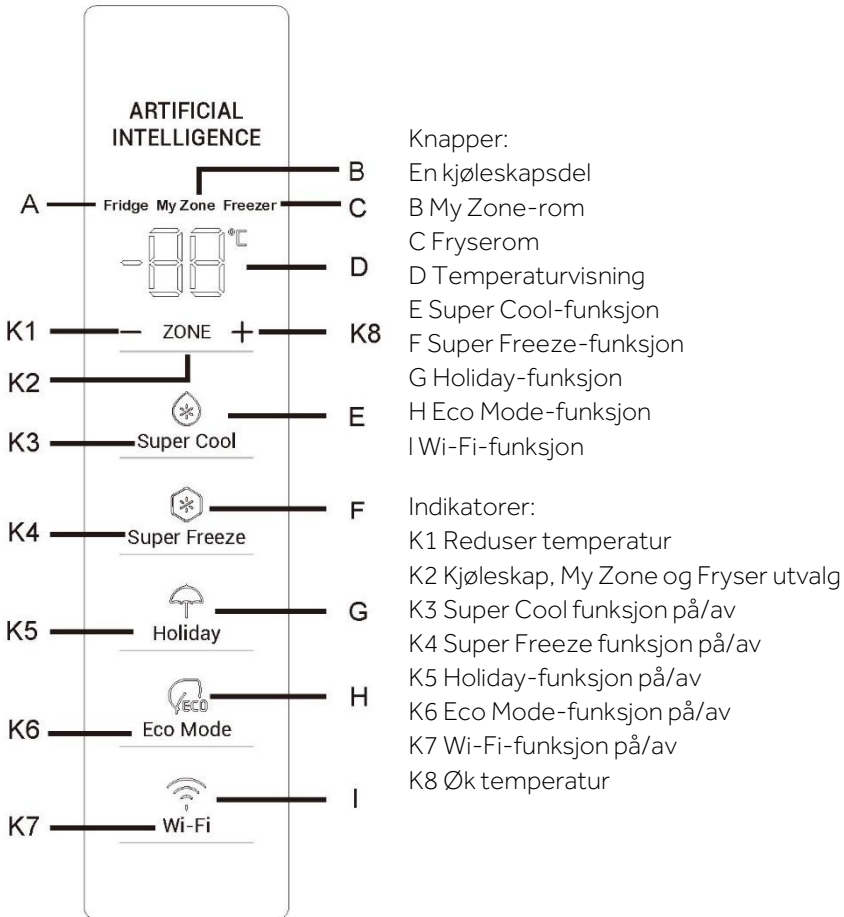 ARTIFICIAL
INTELLIGENCE
B
A Fridge My Zone Freezer C
-88°C D
K1 - ZONE + K8
K2
E
K3 Super Cool
F
K4 Super Freeze
G
K5 Holiday
ECO H
K6 Eco Mode
I
K7 Wi-Fi
Knapper:
En kjøleskapsdel
B My Zone-rom
C Fryserom
D Temperaturvisning
E Super Cool-funksjon
F Super Freeze-funksjon
G Holiday-funksjon
H Eco Mode-funksjon
I Wi-Fi-funksjon
Indikatorer:
K1 Reduser temperatur
K2 Kjøleskap, My Zone og Fryser utvalg
K3 Super Cool funksjon på/av
K4 Super Freeze funksjon på/av
K5 Holiday-funksjon på/av
K6 Eco Mode-funksjon på/av
K7 Wi-Fi-funksjon på/av
K8 Øk temperatur